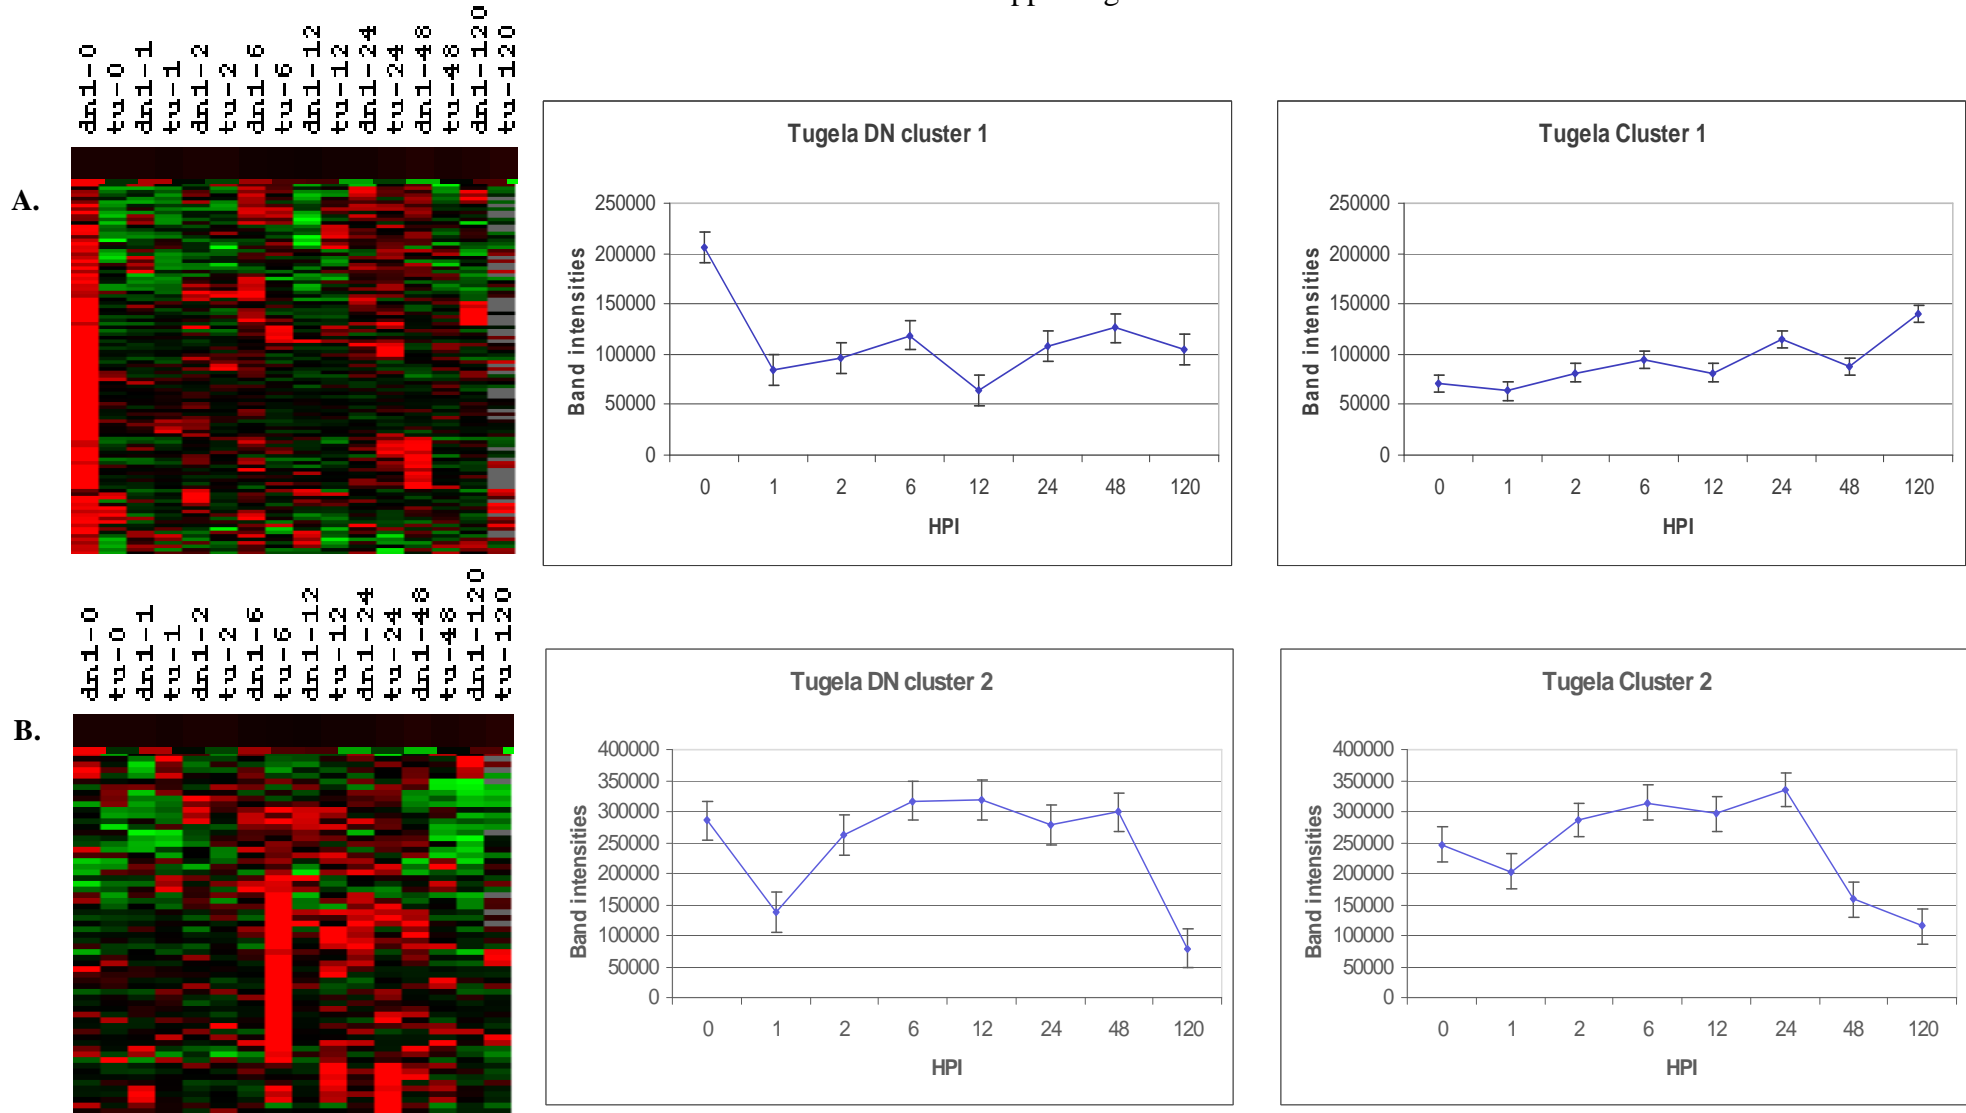 dn1-0
tu-0
dn1-1
tu-1
dn1-2
tu-2
dn1-6
tu-6
dn1-12
tu-12
dn1-24
tu-24
dn1-48
tu-48
dn1-120
tu-120
A.
Tugela DN cluster 1
Band intensities
250000
200000
150000
100000
50000
0
0 1 2 6 12 24 48 120
HPI
Tugela Cluster 1
Band intensities
250000
200000
150000
100000
50000
0
0 1 2 6 12 24 48 120
HPI
dn1-0
tu-0
dn1-1
tu-1
dn1-2
tu-2
dn1-6
tu-6
dn1-12
tu-12
dn1-24
tu-24
dn1-48
tu-48
dn1-120
tu-120
B.
Tugela DN cluster 2
Band intensities
400000
350000
300000
250000
200000
150000
100000
50000
0
0 1 2 6 12 24 48 120
HPI
Tugela Cluster 2
Band intensities
400000
350000
300000
250000
200000
150000
100000
50000
0
0 1 2 6 12 24 48 120
HPI